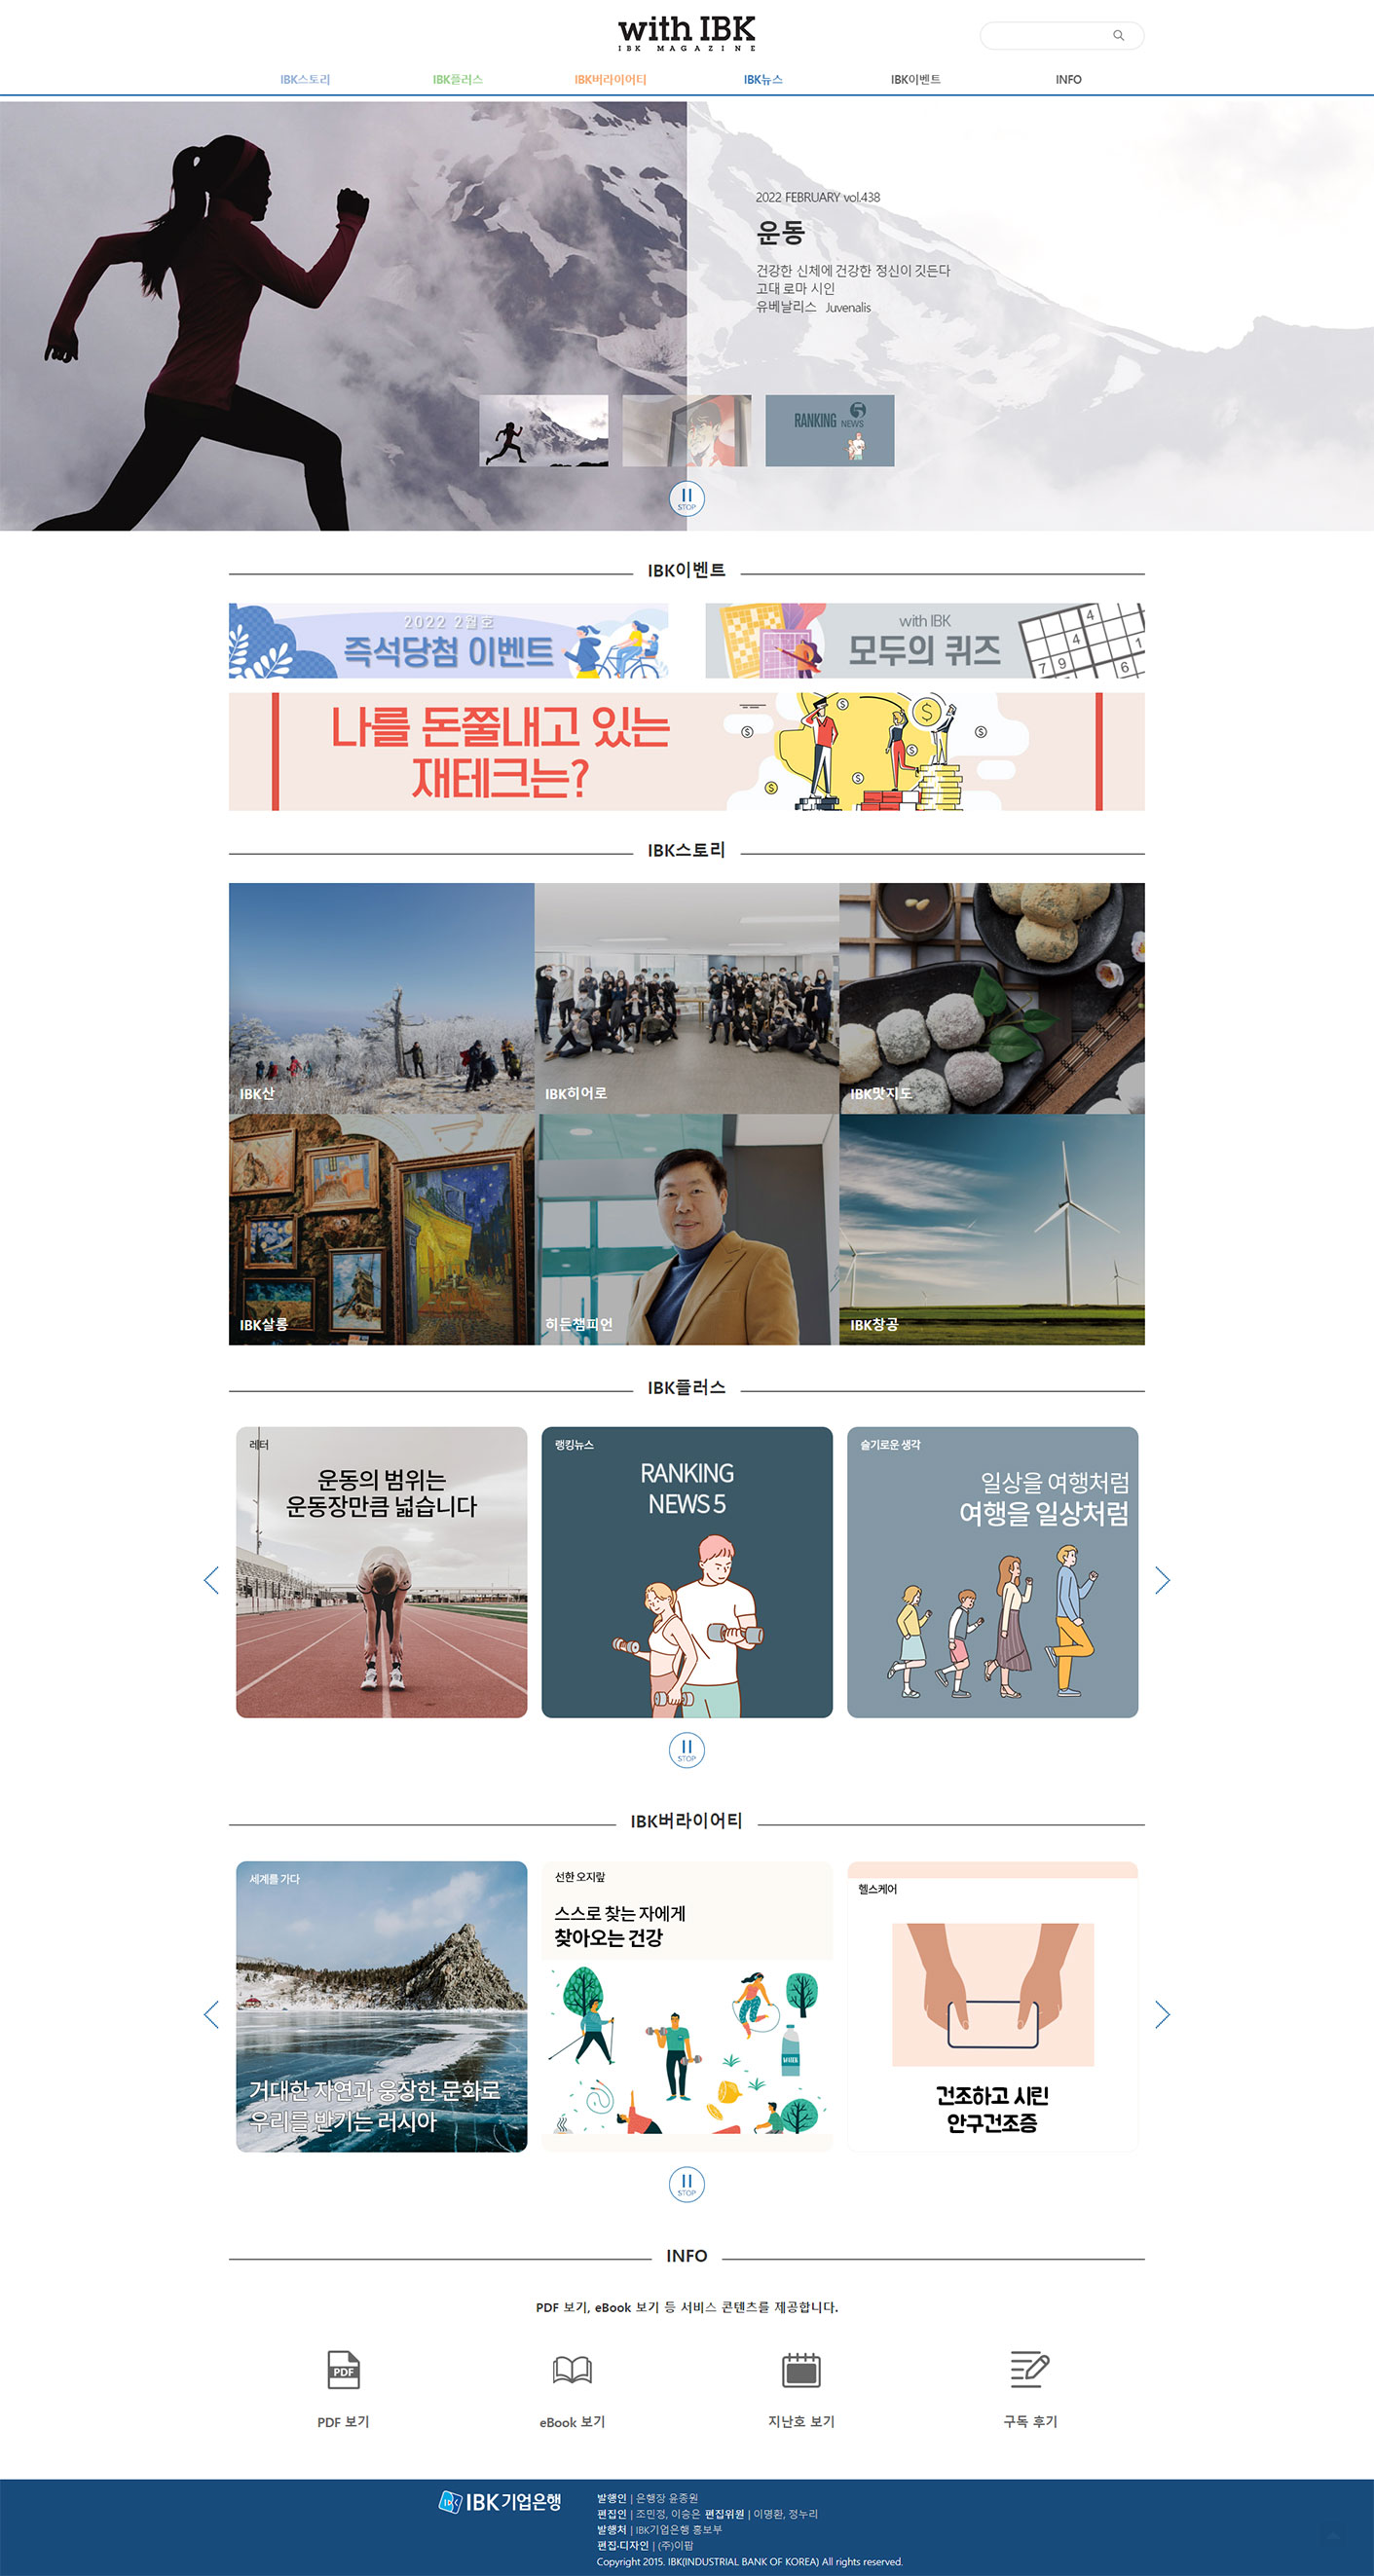 with IBK
IBK MAGAZINE
IBK스토리
IBK플러스
IBK버라이어티
IBK뉴스
IBK이벤트
INFO
2022 FEBRUARY vol.438
운동
건강한 신체에 건강한 정신이 깃든다
고대 로마 시인
유베날리스 Juvenalis
RANKING 5
NEWS
STOP
IBK이벤트
2022 2월호
즉석당첨 이벤트
with IBK
모두의 퀴즈
4
4 1
7 9 6
나를 돈쭐내고 있는
재테크는?
IBK스토리
IBK산
IBK히어로
IBK맛지도
IBK살롱
히든챔피언
IBK창공
IBK플러스
레터
운동의 범위는
운동장만큼 넓습니다
랭킹뉴스
RANKING
NEWS 5
슬기로운 생각
일상을 여행처럼
여행을 일상처럼
STOP
IBK버라이어티
세계를 가다
거대한 자연과 웅장한 문화로
우리를 반기는 러시아
선한 오지랖
스스로 찾는 자에게
찾아오는 건강
헬스케어
건조하고 시린
안구건조증
STOP
INFO
PDF 보기, eBook 보기 등 서비스 콘텐츠를 제공합니다.
PDF
PDF 보기
eBook 보기
지난호 보기
구독 후기
IBK기업은행
발행인 | 은행장 윤종원
편집인 | 조민정, 이승은 편집위원 | 이명환, 정누리
발행처 | IBK기업은행 홍보부
편집·디자인 | (주)이팝
Copyright 2015. IBK(INDUSTRIAL BANK OF KOREA) All rights reserved.